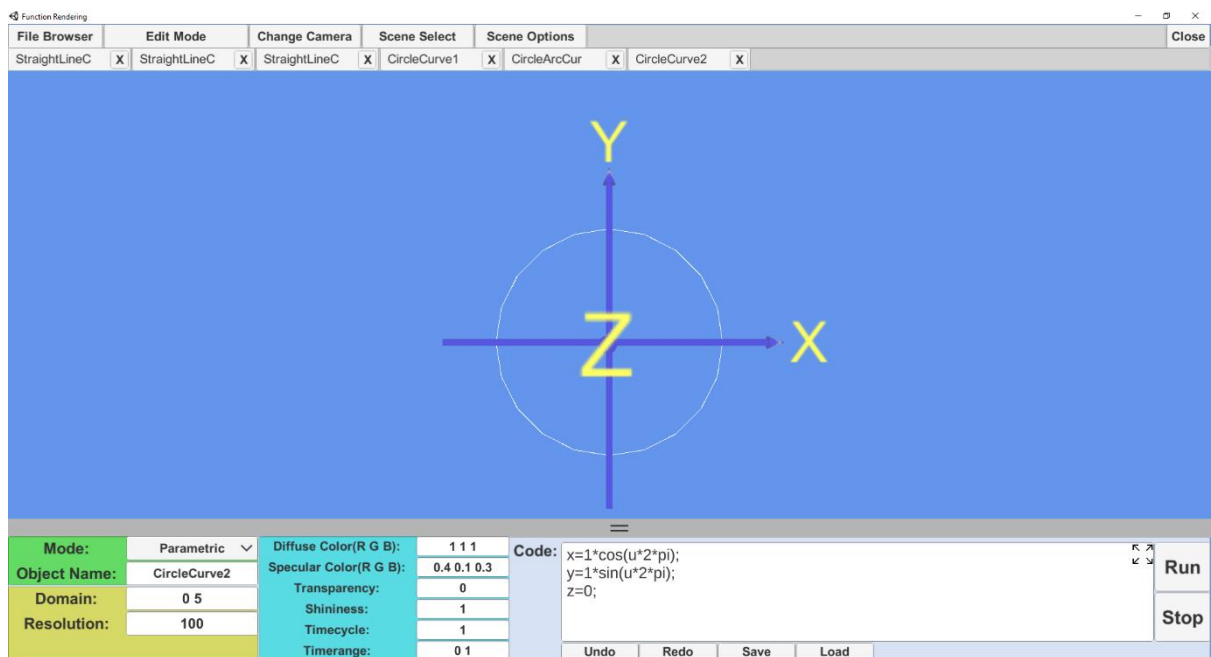 Function Rendering
File Browser Edit Mode Change Camera Scene Select Scene Options Close
StraightLineC X StraightLineC X StraightLineC X CircleCurve1 X CircleArcCur X CircleCurve2 X
Y
Z X
Mode: Parametric
Object Name: CircleCurve2
Domain: 0 5
Resolution: 100
Diffuse Color(R G B): 1 1 1
Specular Color(R G B): 0.4 0.1 0.3
Transparency: 0
Shininess: 1
Timecycle: 1
Timerange: 0 1
Code: x=1*cos(u*2*pi);
y=1*sin(u*2*pi);
z=0;
Run
Stop
Undo Redo Save Load